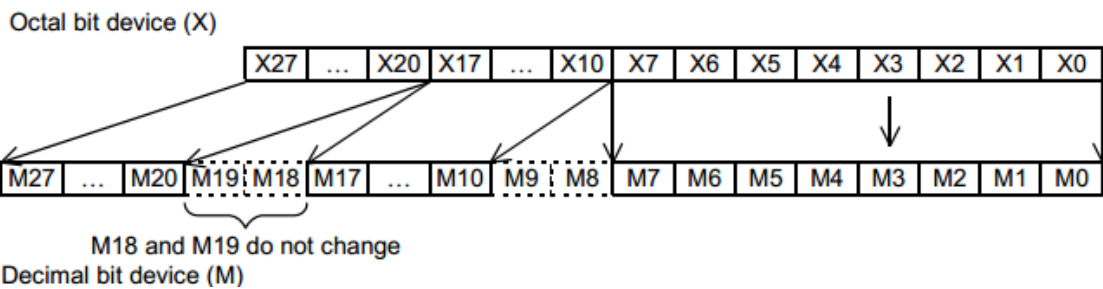 Octal bit device (X)
X27 ... X20 X17 ... X10 X7 X6 X5 X4 X3 X2 X1 X0
M27 ... M20 M19 M18 M17 ... M10 M9 M8 M7 M6 M5 M4 M3 M2 M1 M0
M18 and M19 do not change
Decimal bit device (M)